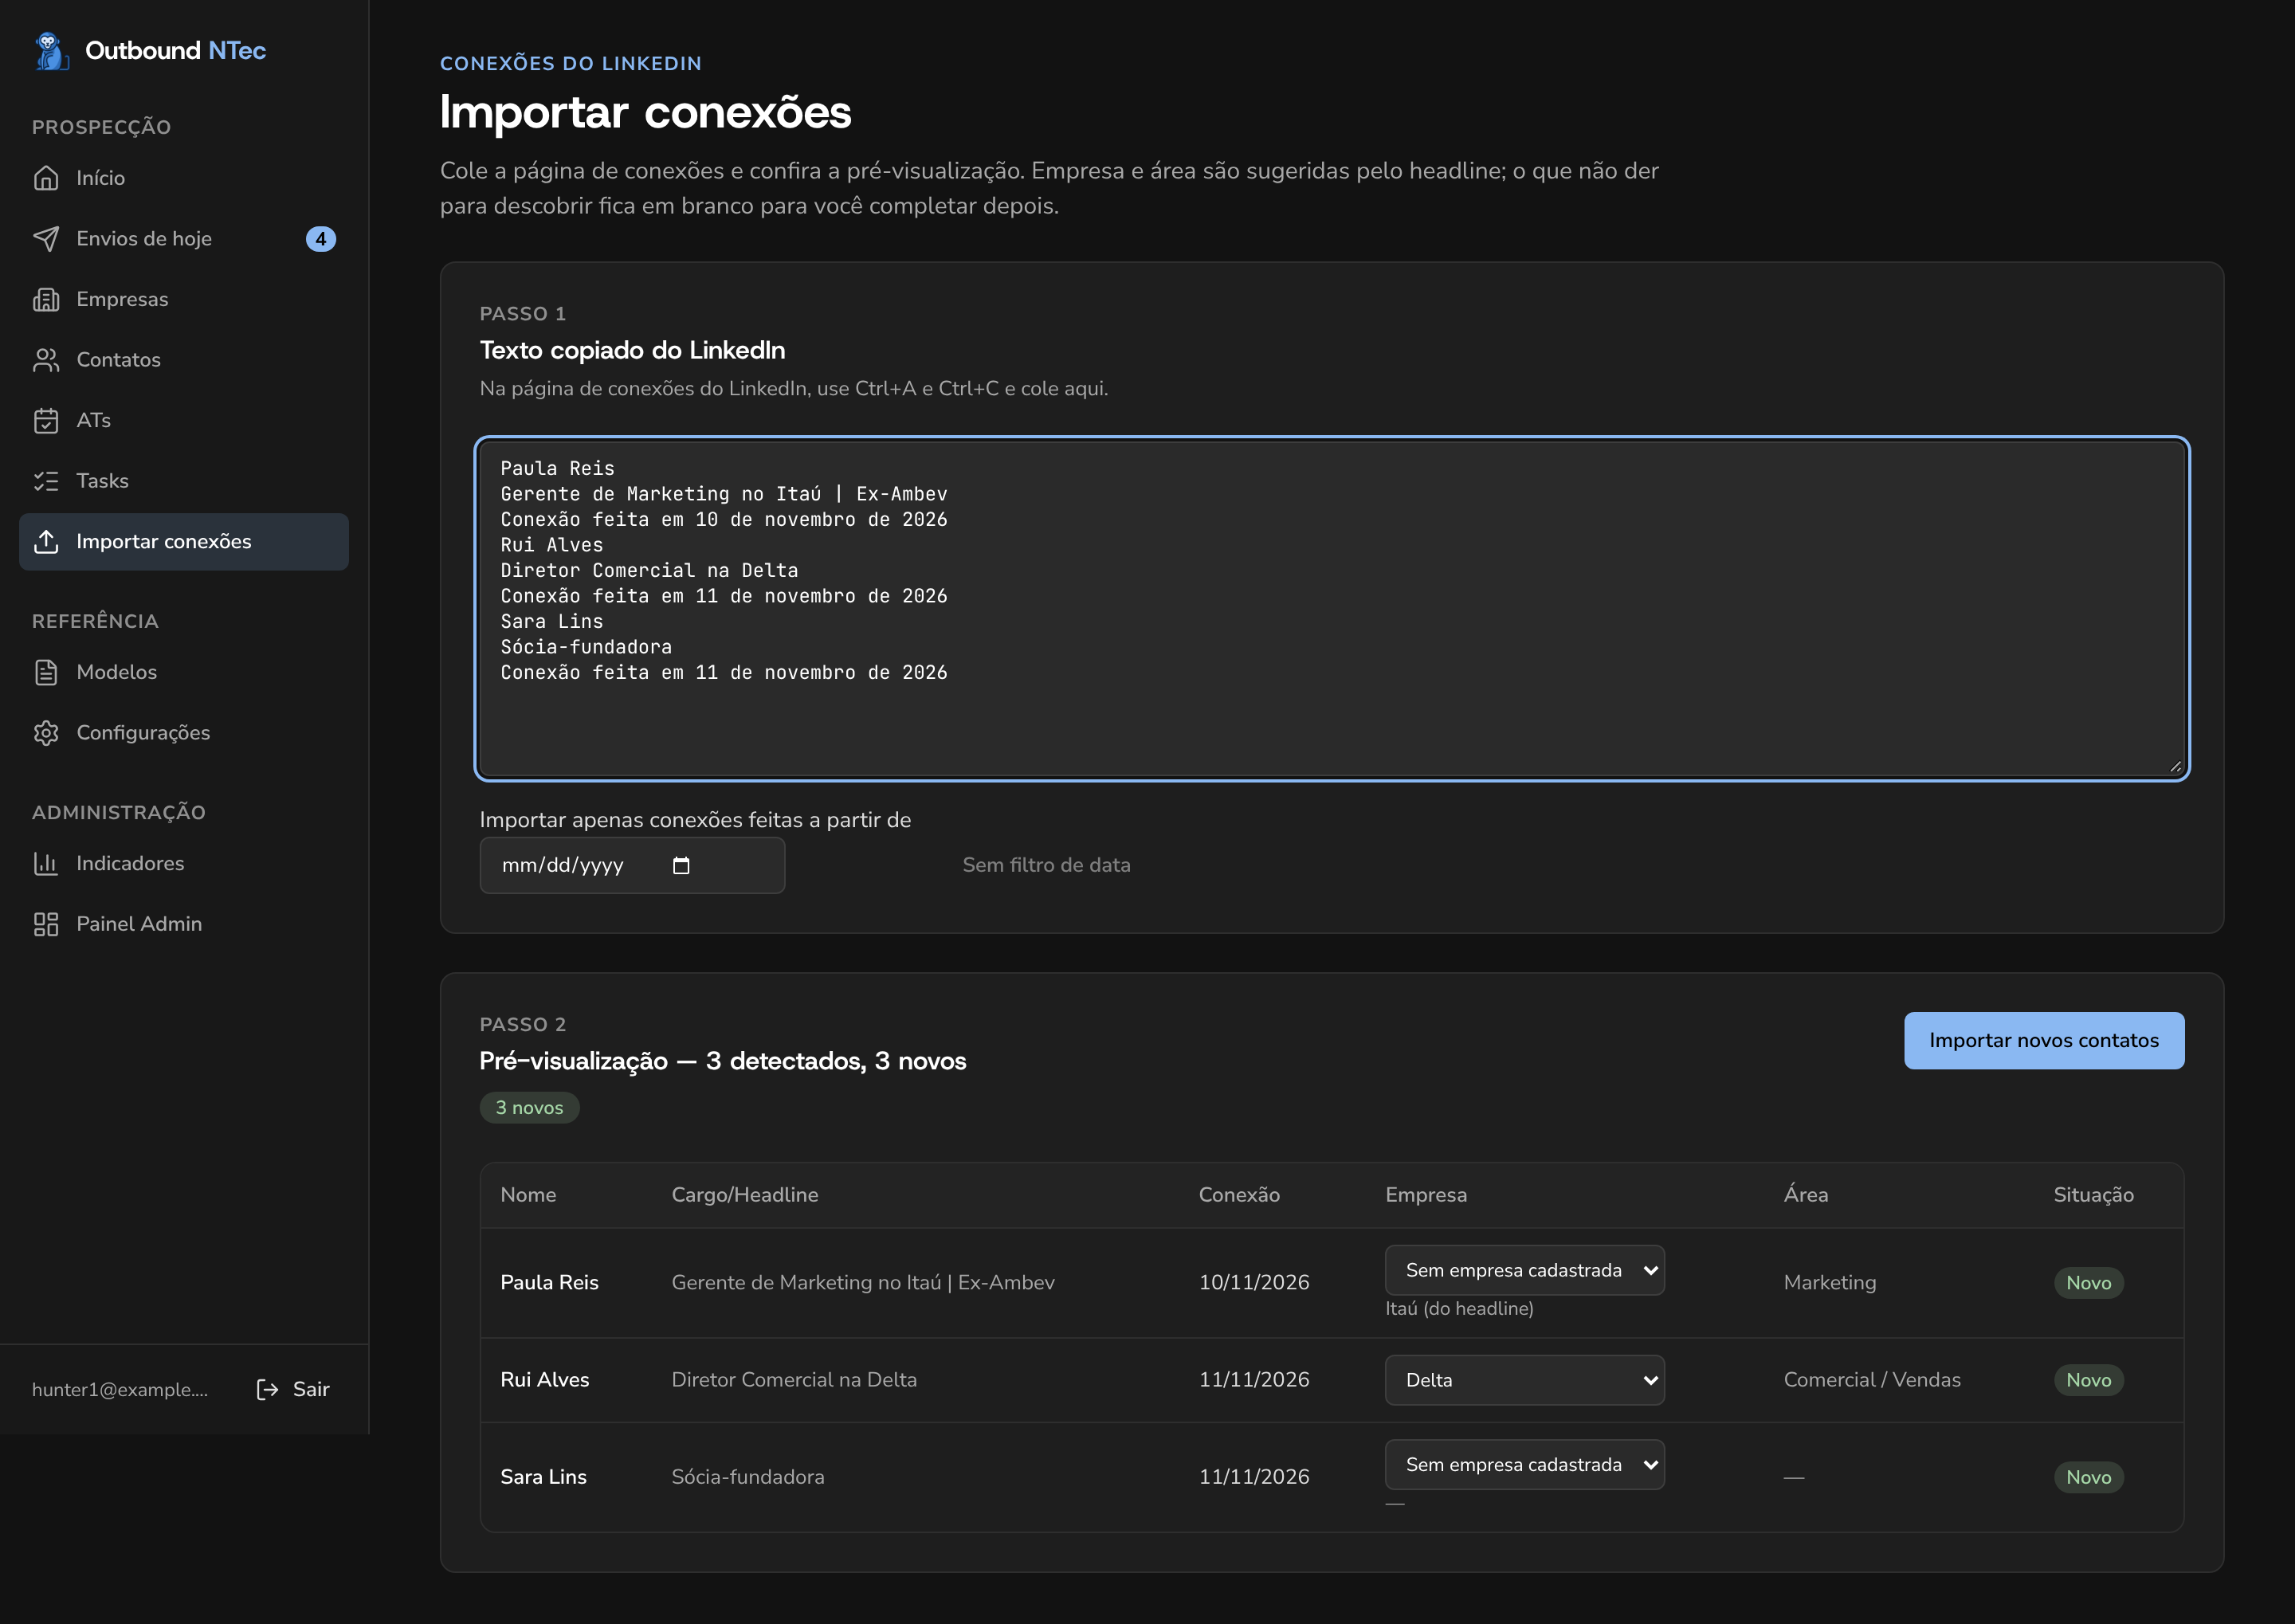 Outbound NTec
PROSPECÇÃO
Início
Envios de hoje 4
Empresas
Contatos
ATs
Tasks
Importar conexões
REFERÊNCIA
Modelos
Configurações
ADMINISTRAÇÃO
Indicadores
Painel Admin
hunter1@example.... Sair
CONEXÕES DO LINKEDIN
Importar conexões
Cole a página de conexões e confira a pré-visualização. Empresa e área são sugeridas pelo headline; o que não der
para descobrir fica em branco para você completar depois.
PASSO 1
Texto copiado do LinkedIn
Na página de conexões do LinkedIn, use Ctrl+A e Ctrl+C e cole aqui.
Paula Reis
Gerente de Marketing no Itaú | Ex-Ambev
Conexão feita em 10 de novembro de 2026
Rui Alves
Diretor Comercial na Delta
Conexão feita em 11 de novembro de 2026
Sara Lins
Sócia-fundadora
Conexão feita em 11 de novembro de 2026
Importar apenas conexões feitas a partir de
mm/dd/yyyy Sem filtro de data
PASSO 2
Pré-visualização — 3 detectados, 3 novos
Importar novos contatos
3 novos
Nome Cargo/Headline Conexão Empresa Área Situação
Paula Reis Gerente de Marketing no Itaú | Ex-Ambev 10/11/2026 Sem empresa cadastrada Marketing Novo
Itaú (do headline)
Rui Alves Diretor Comercial na Delta 11/11/2026 Delta Comercial / Vendas Novo
Sara Lins Sócia-fundadora 11/11/2026 Sem empresa cadastrada — Novo
—